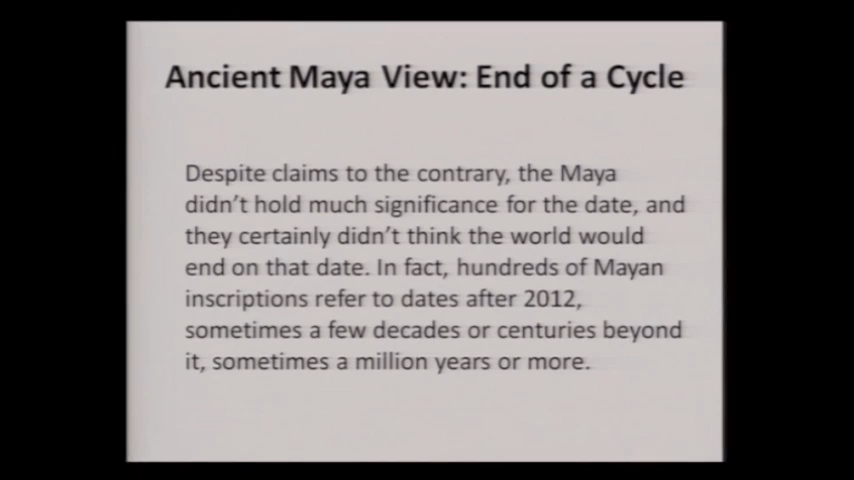 Ancient Maya View: End of a Cycle
Despite claims to the contrary, the Maya
didn't hold much significance for the date, and
they certainly didn't think the world would
end on that date. In fact, hundreds of Mayan
inscriptions refer to dates after 2012,
sometimes a few decades or centuries beyond
it, sometimes a million years or more.